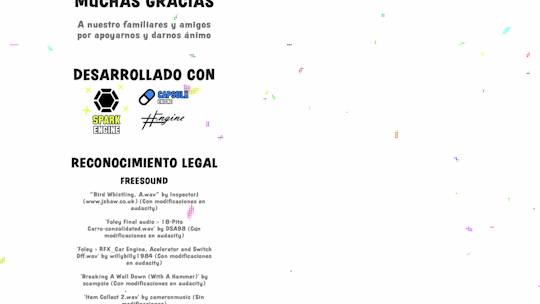 MUCHAS GRACIAS
A nuestro familiares y amigos
por apoyarnos y darnos ánimo
DESARROLLADO CON
SPARK
ENGINE
CAPSULE
ENGINE
Engine
RECONOCIMIENTO LEGAL
FREESOUND
"Bird Whistling, A.wav" by InspectorJ
(www.jshaw.co.uk) (Con modificaciones en
audacity)
'Foley Final audio - 18-Pito
Carro-consolidated.wav' by DSA98 (Con
modificaciones en audacity)
'Foley - RFX_Car Engine, Acelerator and Switch
Off.wav' by willybilly1984 (Con modificaciones
en audacity)
'Breaking A Wall Down (With A Hammer)' by
scampsie (Con modificaciones en audacity)
'Item Collect 2.wav' by cameronmusic (Sin
modificaciones)